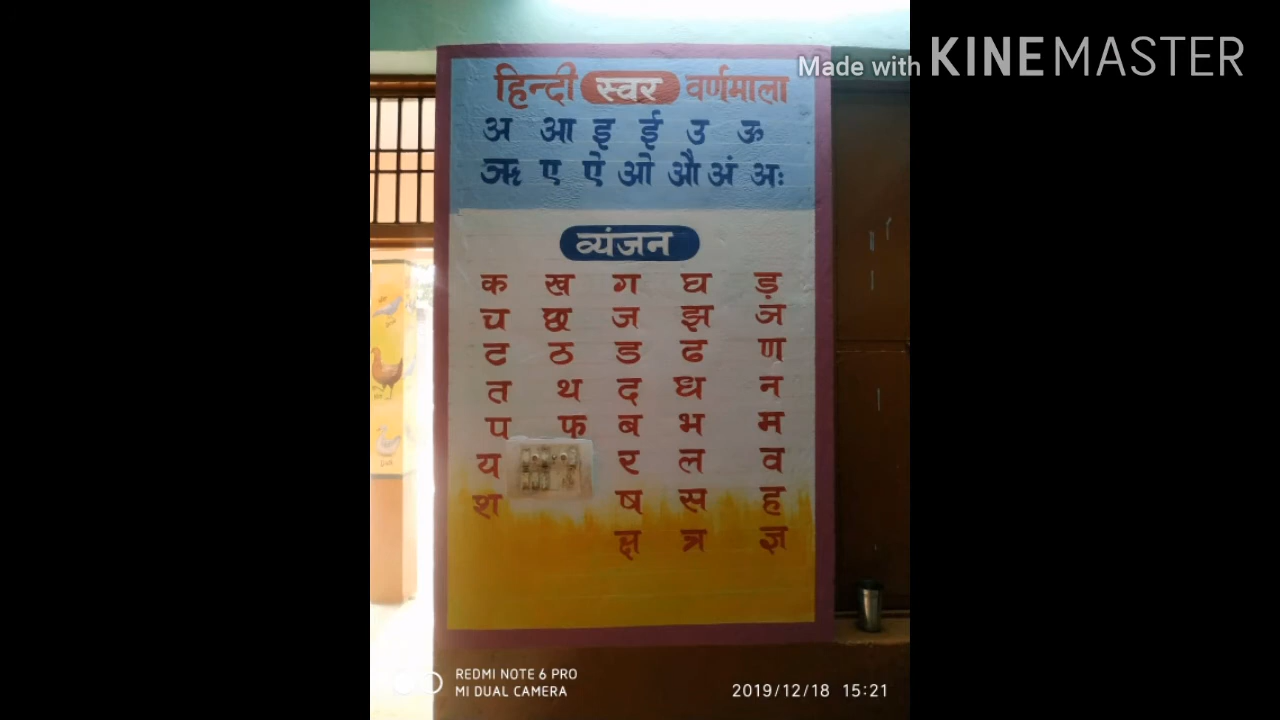 Made with KINEMASTER
हिन्दी स्वर वर्णमाला
अ आ इ ई उ ऊ
ऋ ए ऐ ओ औ अं अः
व्यंजन
क ख ग घ ड़
च छ ज झ ञ
ट ठ ड ढ ण
त थ द ध न
प फ ब भ म
य र ल व
श ष स ह
क्ष त्र ज्ञ
REDMI NOTE 6 PRO
MI DUAL CAMERA
2019/12/18 15:21